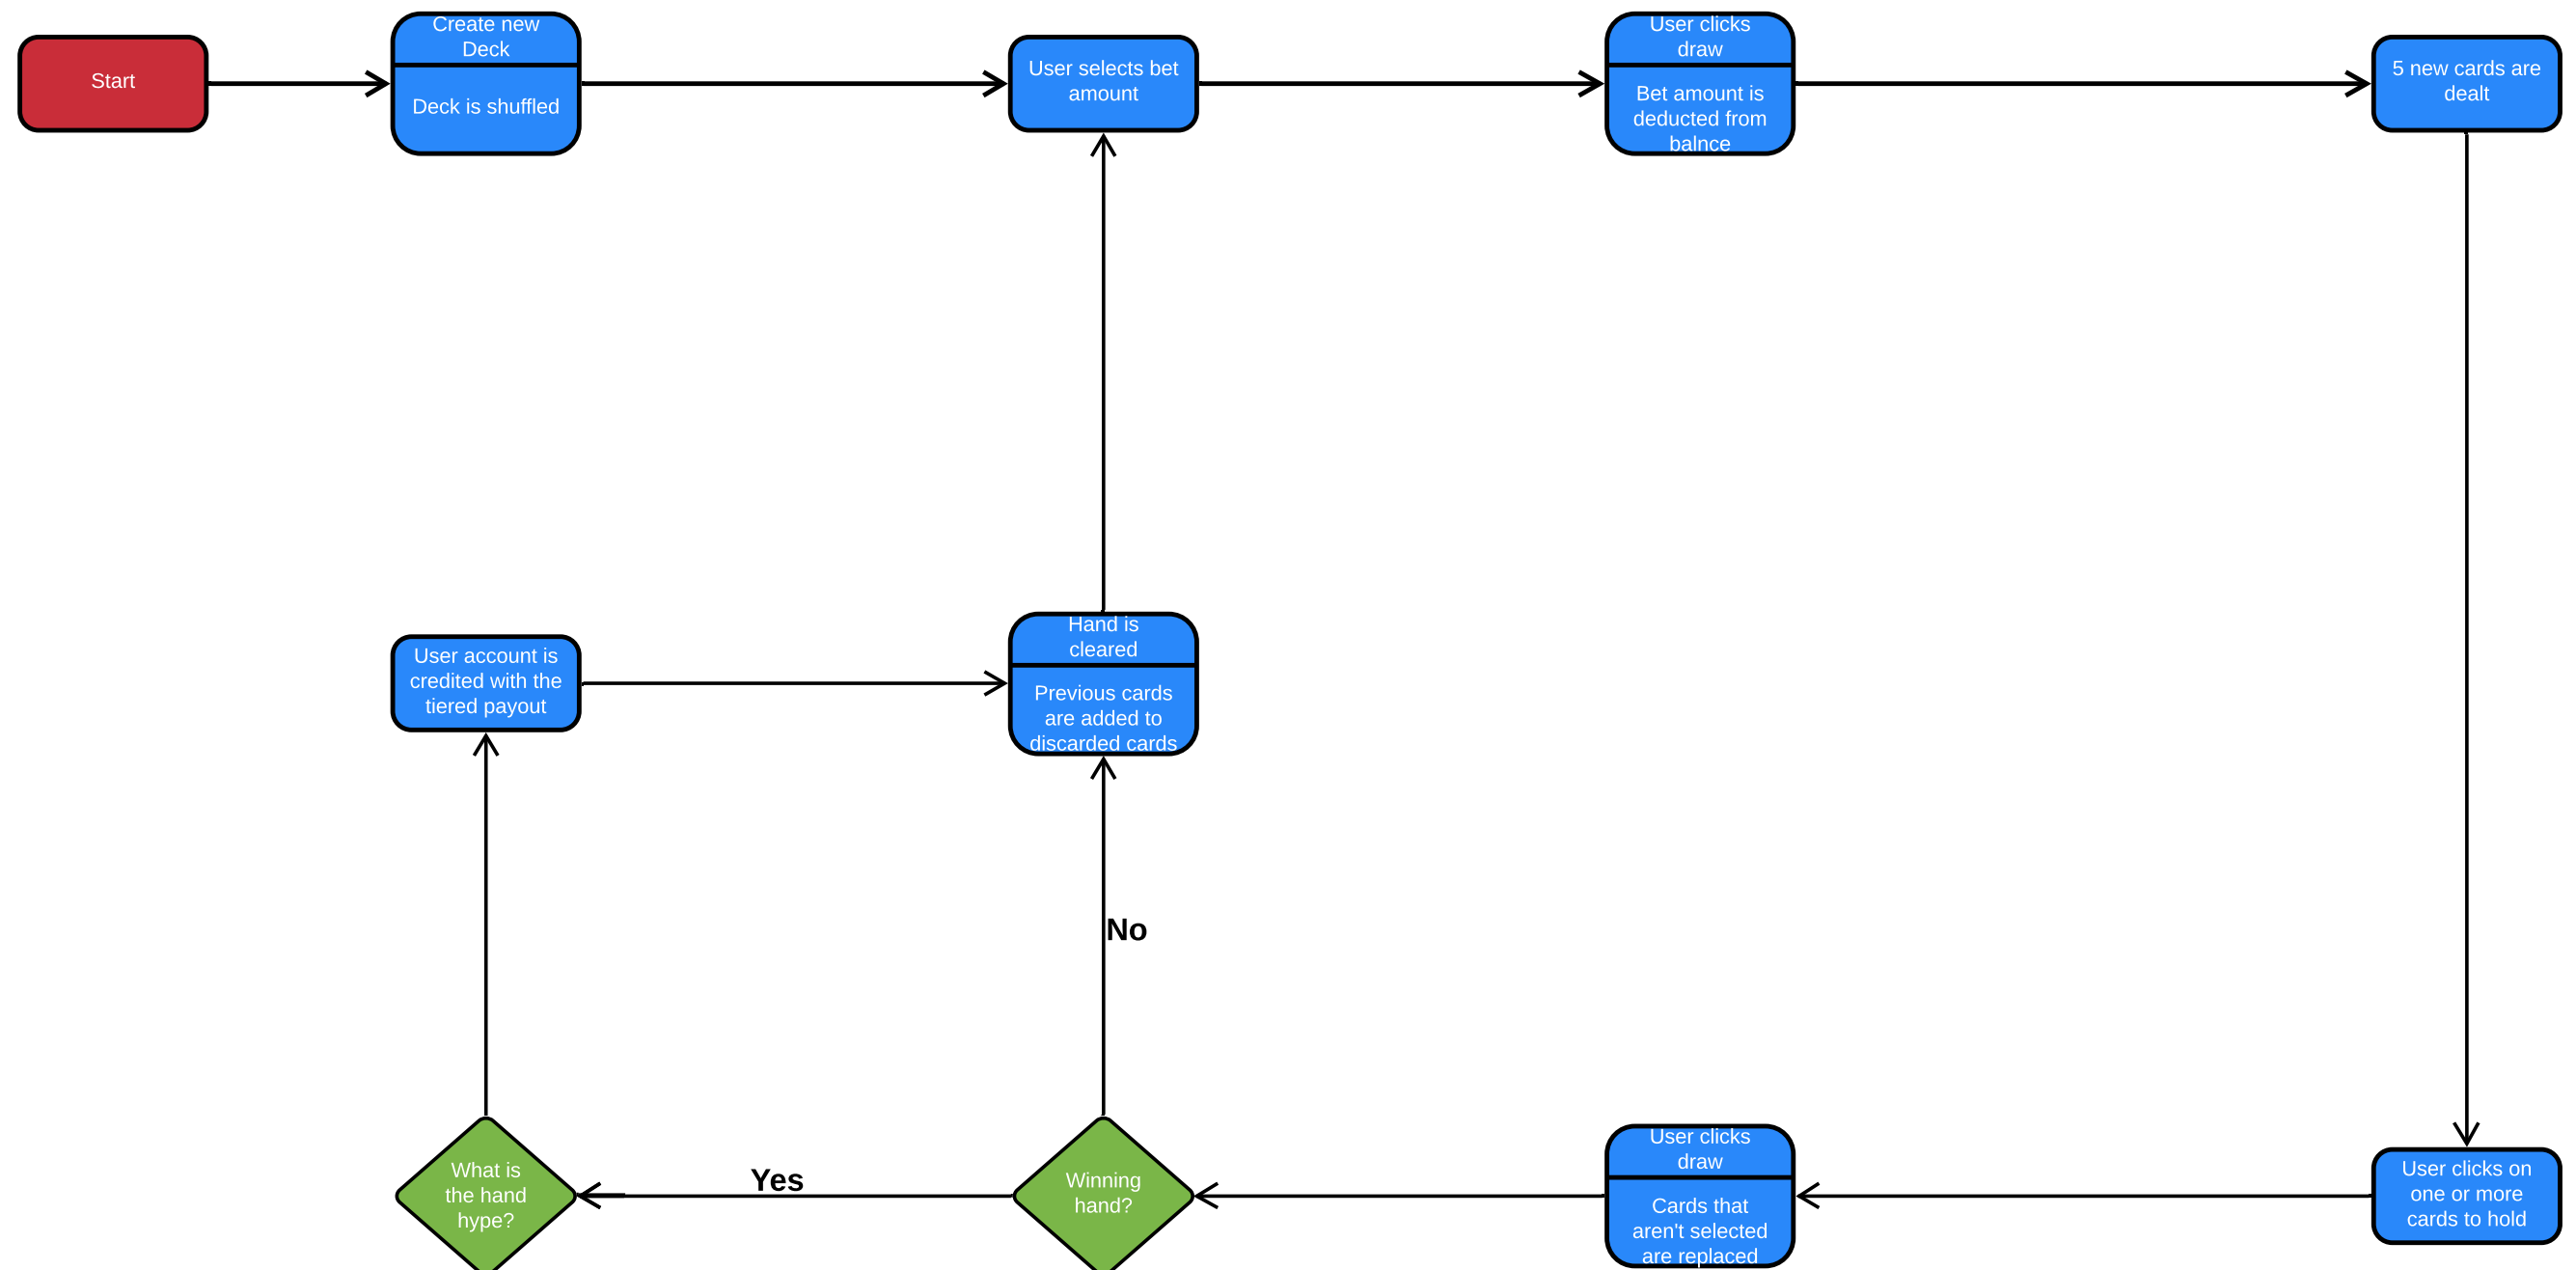 Start
Create new
Deck
Deck is shuffled
User selects bet
amount
User clicks
draw
Bet amount is
deducted from
balnce
5 new cards are
dealt
User account is
credited with the
tiered payout
Hand is
cleared
Previous cards
are added to
discarded cards
No
What is
the hand
hype?
Yes
Winning
hand?
User clicks
draw
Cards that
aren't selected
are replaced
User clicks on
one or more
cards to hold